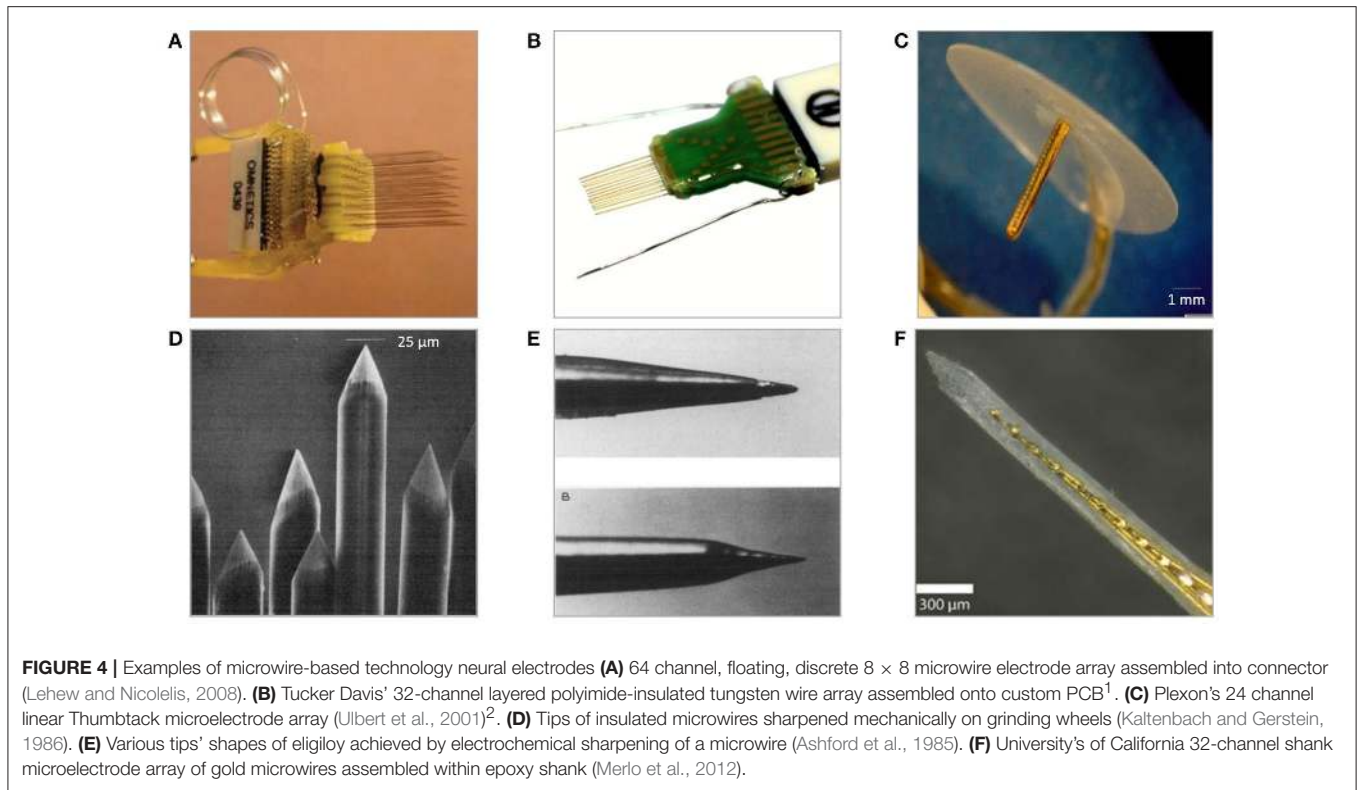 A
B
C
OMNETICS
0430
1 mm
D
25 µm
E
F
B
300 µm
FIGURE 4 | Examples of microwire-based technology neural electrodes (A) 64 channel, floating, discrete 8 × 8 microwire electrode array assembled into connector
(Lehew and Nicolelis, 2008). (B) Tucker Davis' 32-channel layered polyimide-insulated tungsten wire array assembled onto custom PCB1. (C) Plexon's 24 channel
linear Thumbtack microelectrode array (Ulbert et al., 2001)2. (D) Tips of insulated microwires sharpened mechanically on grinding wheels (Kaltenbach and Gerstein,
1986). (E) Various tips' shapes of eligiloy achieved by electrochemical sharpening of a microwire (Ashford et al., 1985). (F) University's of California 32-channel shank
microelectrode array of gold microwires assembled within epoxy shank (Merlo et al., 2012).